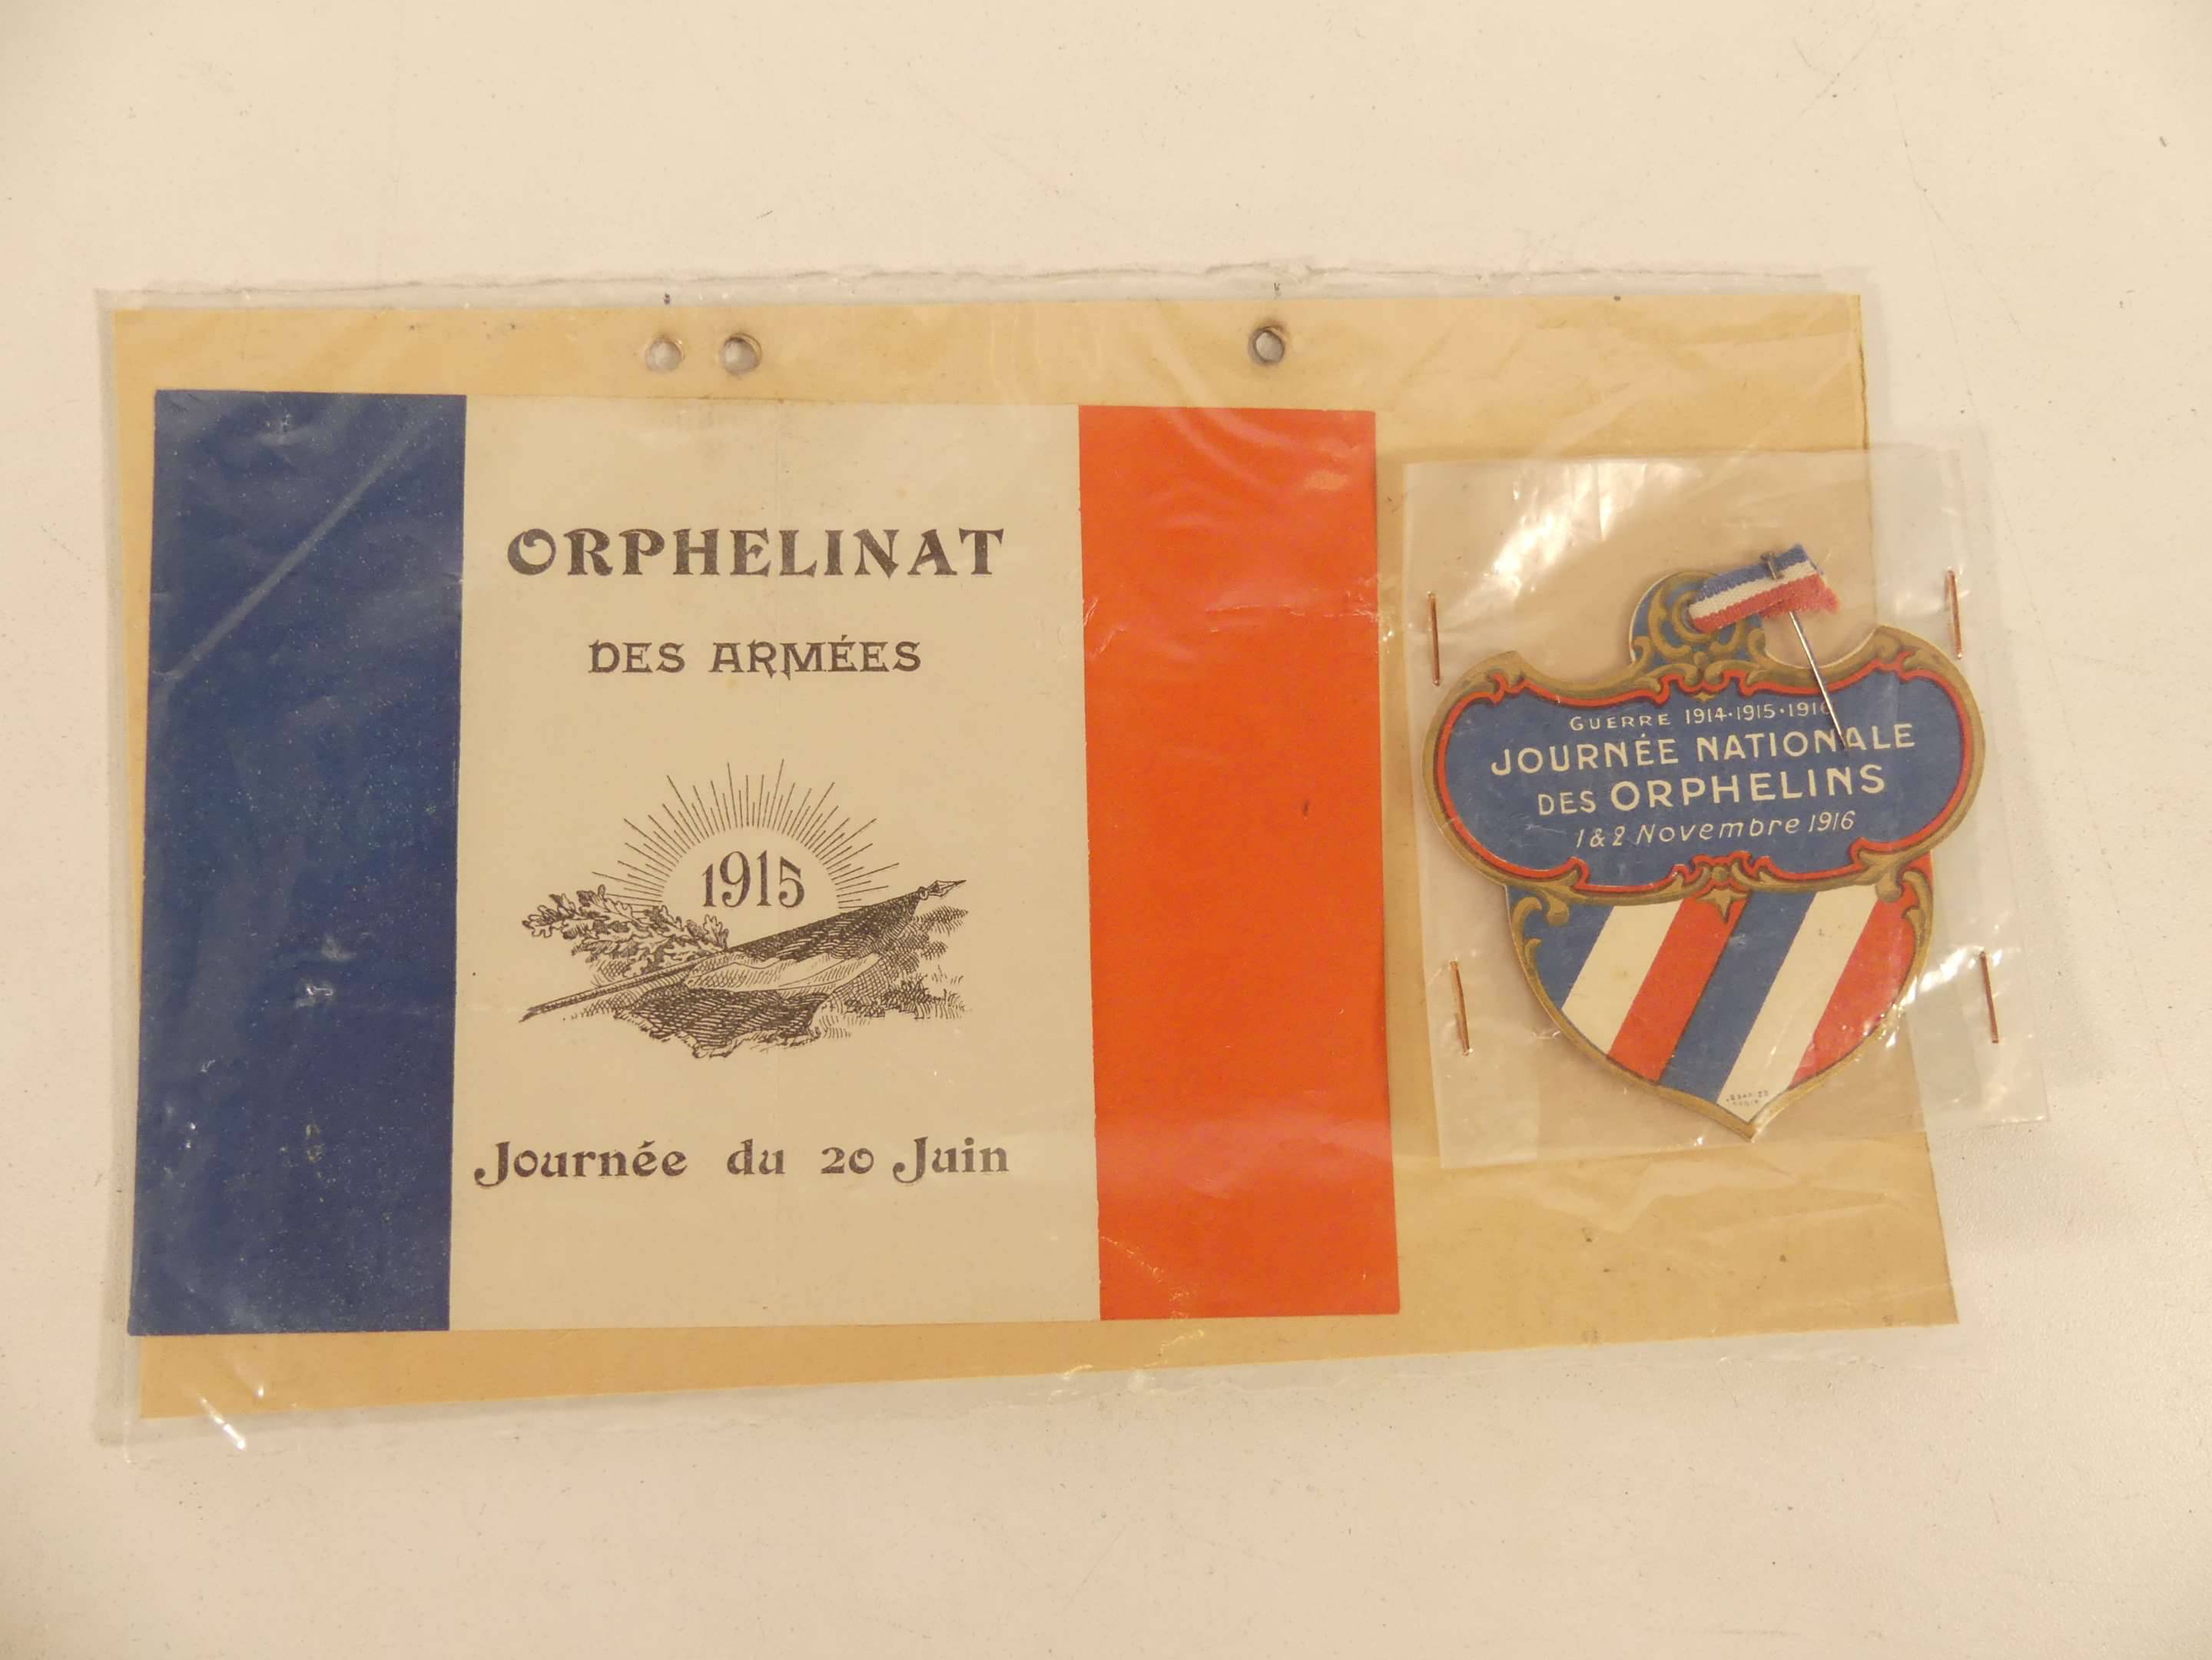 ORPHELINAT
DES ARMÉES
1915
Journée du 20 Juin
GUERRE 1914·1915·1916
JOURNÉE NATIONALE
DES ORPHELINS
1 & 2 Novembre 1916